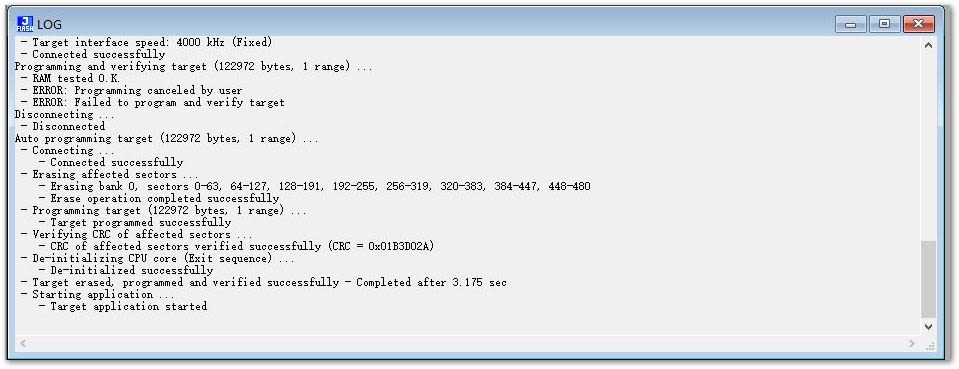 J
FLASH
LOG
- Target interface speed: 4000 kHz (Fixed)
- Connected successfully
Programming and verifying target (122972 bytes, 1 range) ...
- RAM tested O.K.
- ERROR: Programming canceled by user
- ERROR: Failed to program and verify target
Disconnecting ...
- Disconnected
Auto programming target (122972 bytes, 1 range) ...
- Connecting ...
- Connected successfully
- Erasing affected sectors ...
- Erasing bank 0, sectors 0-63, 64-127, 128-191, 192-255, 256-319, 320-383, 384-447, 448-480
- Erase operation completed successfully
- Programming target (122972 bytes, 1 range) ...
- Target programmed successfully
- Verifying CRC of affected sectors ...
- CRC of affected sectors verified successfully (CRC = 0x01B3D02A)
- De-initializing CPU core (Exit sequence) ...
- De-initialized successfully
- Target erased, programmed and verified successfully - Completed after 3.175 sec
- Starting application ...
- Target application started